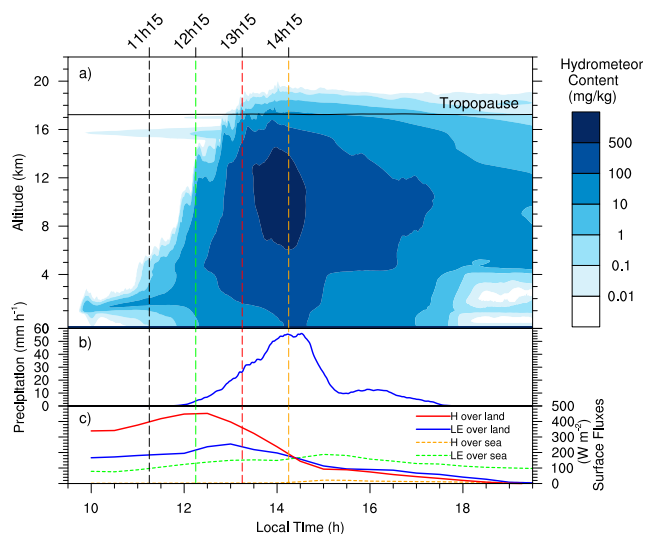 11h15
12h15
13h15
14h15
a)
Tropopause
Hydrometeor
Content
(mg/kg)
500
100
10
1
0.1
0.01
Altitude (km)
20
16
12
8
4
b)
Precipitation (mm h⁻¹)
60
50
40
30
20
10
0
c)
H over land
LE over land
H over sea
LE over sea
500
400
300
200
100
0
Surface Fluxes
(W m⁻²)
10
12
14
16
18
Local TIme (h)